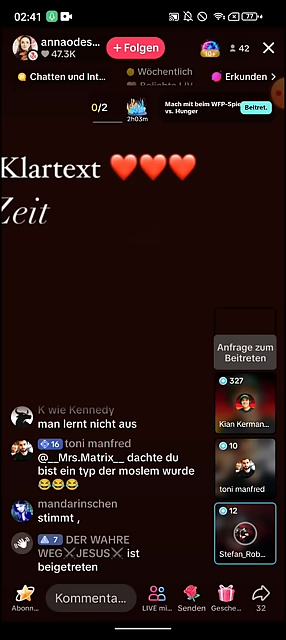 02:41
77
annaodes...
47.3K
+ Folgen
10+
42
Chatten und Int...
Wöchentlich
Erkunden >
0/2
2h03m
Mach mit beim WFP-Spie
vs. Hunger
Beitret.
Klartext ❤️❤️❤️
Zeit
Anfrage zum
Beitreten
327
Kian Kerman...
10
toni manfred
12
Stefan_Rob...
K wie Kennedy
man lernt nicht aus
16 toni manfred
@__Mrs.Matrix__ dachte du
bist ein typ der moslem wurde
😂😂😂
mandarinschen
stimmt ,
7 DER WAHRE
WEG⚔JESUS⚔ ist
beigetreten
Abonn...
Kommenta...
LIVE mi...
Senden
Gesche...
32